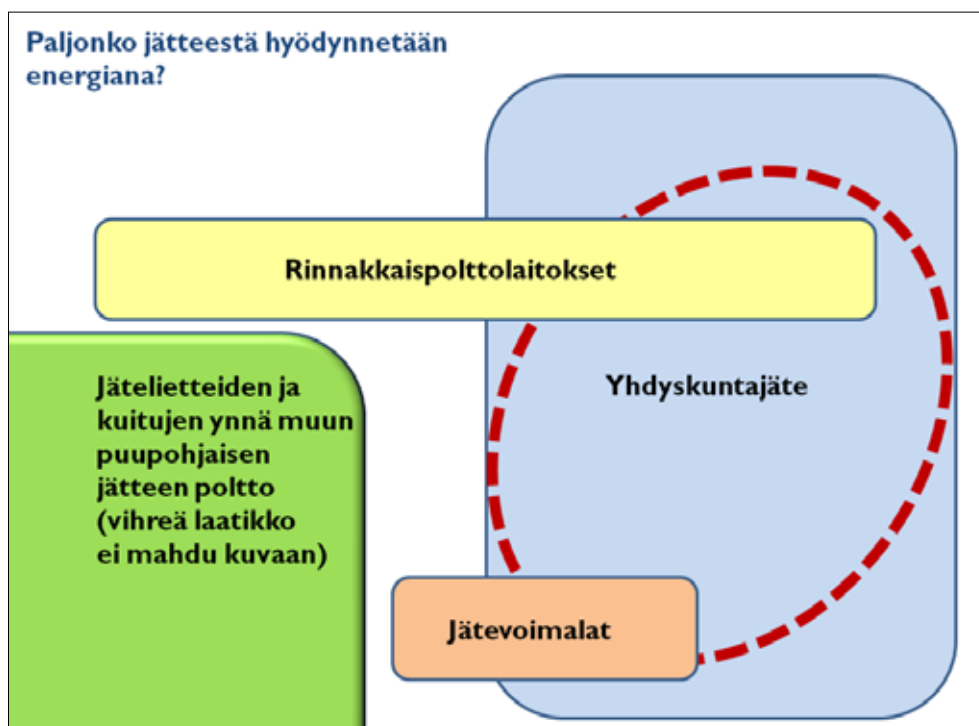 Paljonko jätteestä hyödynnetään
energiana?
Rinnakkaispolttolaitokset
Jätelietteiden ja
kuitujen ynnä muun
puupohjaisen
jätteen poltto
(vihreä laatikko
ei mahdu kuvaan)
Yhdyskuntajäte
Jätevoimalat